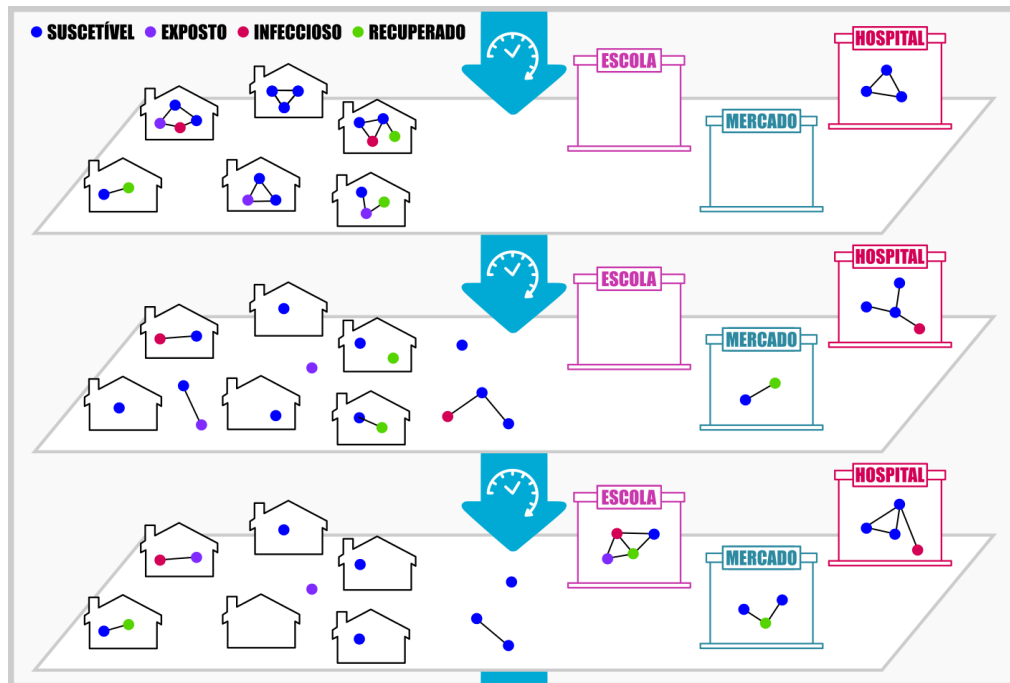 SUSCETÍVEL EXPOSTO INFECCIOSO RECUPERADO
ESCOLA
HOSPITAL
MERCADO
ESCOLA
HOSPITAL
MERCADO
ESCOLA
HOSPITAL
MERCADO